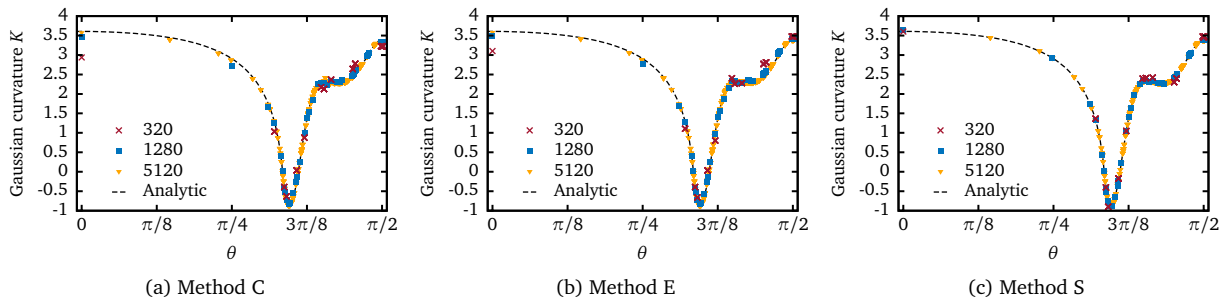 Gaussian curvature K
4
3.5
3
2.5
2
1.5
1
0.5
0
-0.5
-1
320
1280
5120
Analytic
0 π/8 π/4 3π/8 π/2
θ
(a) Method C
Gaussian curvature K
4
3.5
3
2.5
2
1.5
1
0.5
0
-0.5
-1
320
1280
5120
Analytic
0 π/8 π/4 3π/8 π/2
θ
(b) Method E
Gaussian curvature K
4
3.5
3
2.5
2
1.5
1
0.5
0
-0.5
-1
320
1280
5120
Analytic
0 π/8 π/4 3π/8 π/2
θ
(c) Method S